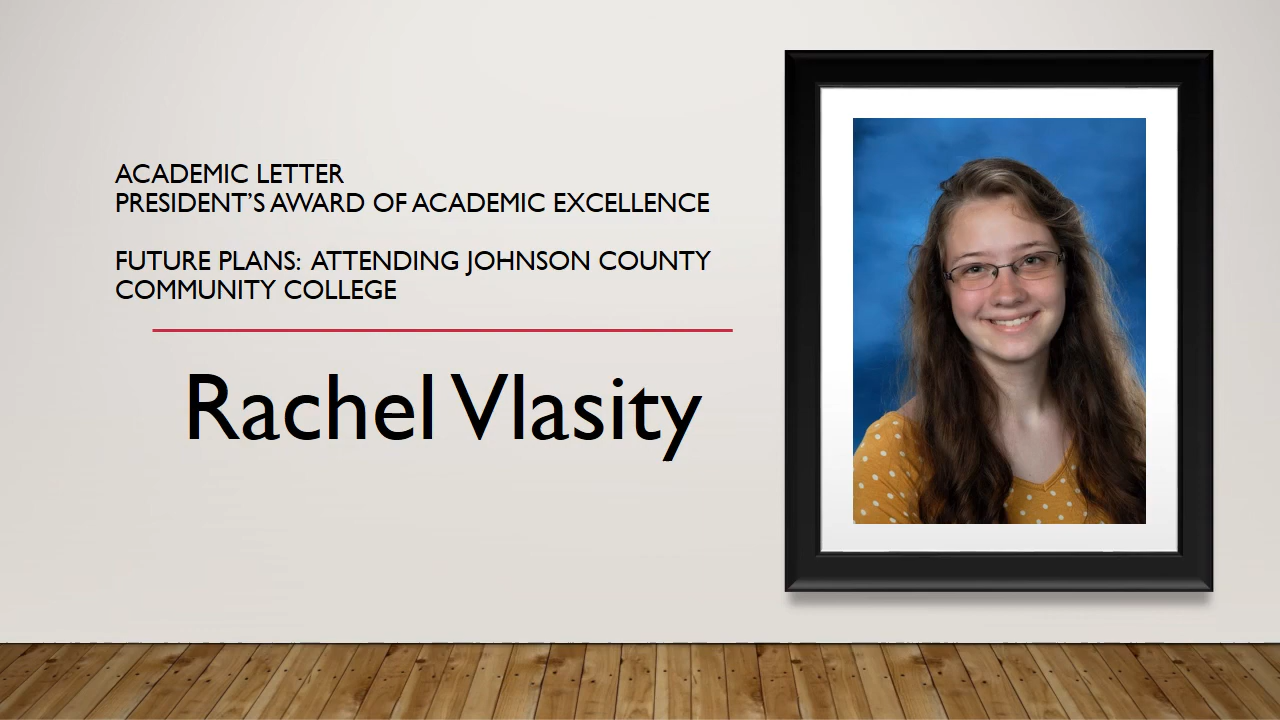 ACADEMIC LETTER
PRESIDENT’S AWARD OF ACADEMIC EXCELLENCE
FUTURE PLANS: ATTENDING JOHNSON COUNTY
COMMUNITY COLLEGE
Rachel Vlasity